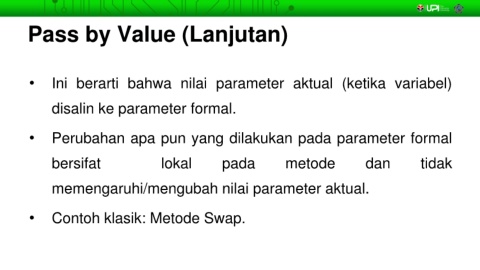 UPI
Pass by Value (Lanjutan)
• Ini berarti bahwa nilai parameter aktual (ketika variabel)
disalin ke parameter formal.
• Perubahan apa pun yang dilakukan pada parameter formal
bersifat lokal pada metode dan tidak
memengaruhi/mengubah nilai parameter aktual.
• Contoh klasik: Metode Swap.